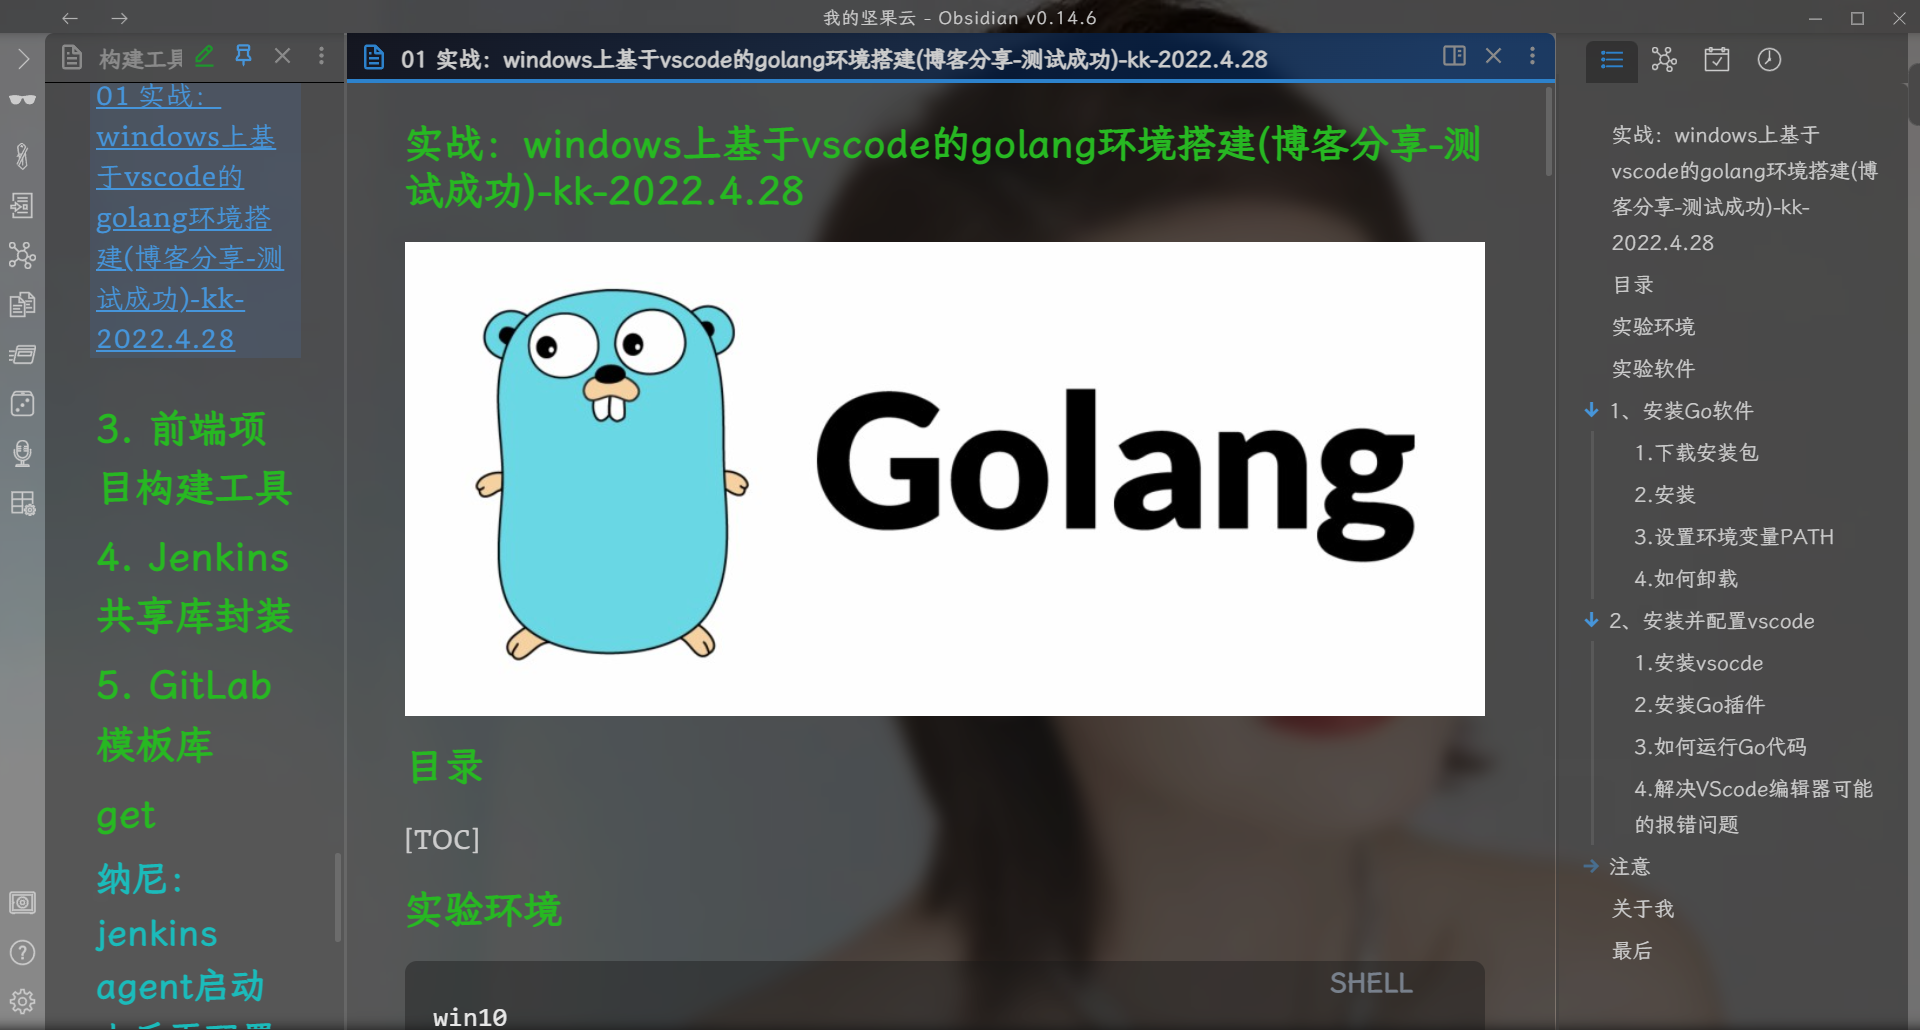 我的坚果云 - Obsidian v0.14.6
构建工具
01 实战：
windows上基
于vscode的
golang环境搭
建(博客分享-测
试成功)-kk-
2022.4.28
3. 前端项
目构建工具
4. Jenkins
共享库封装
5. GitLab
模板库
get
纳尼：
jenkins
agent启动
01 实战：windows上基于vscode的golang环境搭建(博客分享-测试成功)-kk-2022.4.28
实战：windows上基于vscode的golang环境搭建(博客分享-测
试成功)-kk-2022.4.28
Golang
目录
[TOC]
实验环境
SHELL
win10
实战：windows上基于
vscode的golang环境搭建(博
客分享-测试成功)-kk-
2022.4.28
目录
实验环境
实验软件
1、安装Go软件
1.下载安装包
2.安装
3.设置环境变量PATH
4.如何卸载
2、安装并配置vscode
1.安装vsocde
2.安装Go插件
3.如何运行Go代码
4.解决VScode编辑器可能
的报错问题
注意
关于我
最后